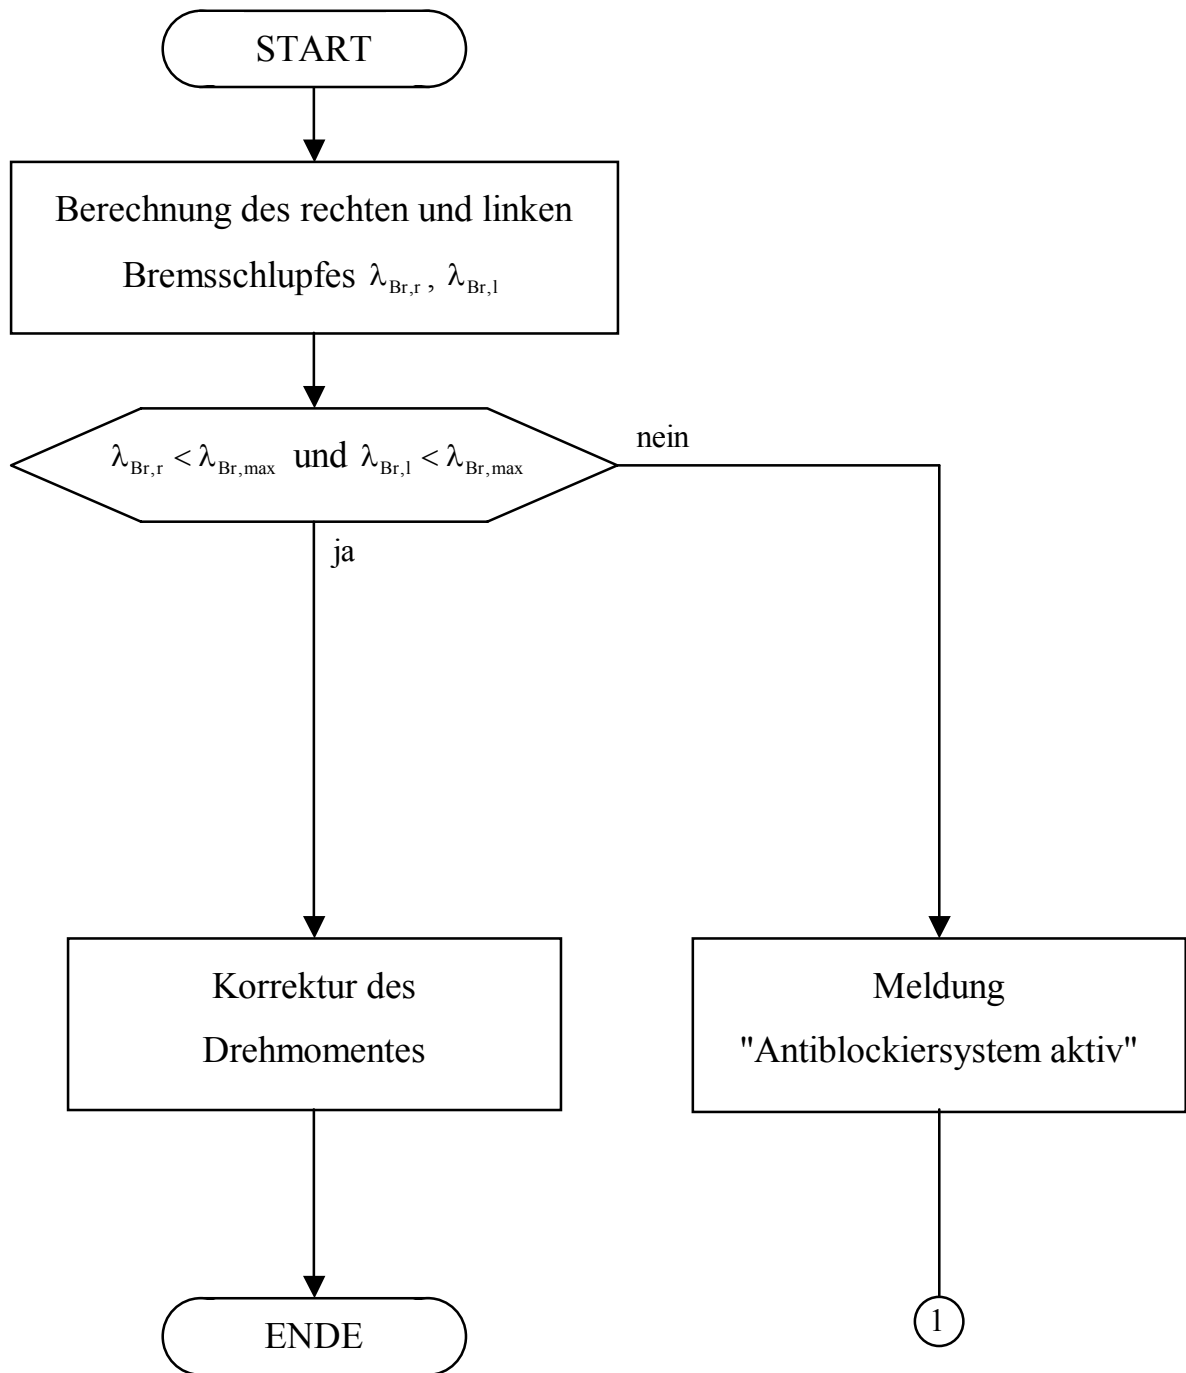 START
Berechnung des rechten und linken
Bremsschlupfes λBr,r , λBr,l
λBr,r < λBr,max und λBr,l < λBr,max
nein
ja
Korrektur des
Drehmomentes
Meldung
"Antiblockiersystem aktiv"
ENDE
1